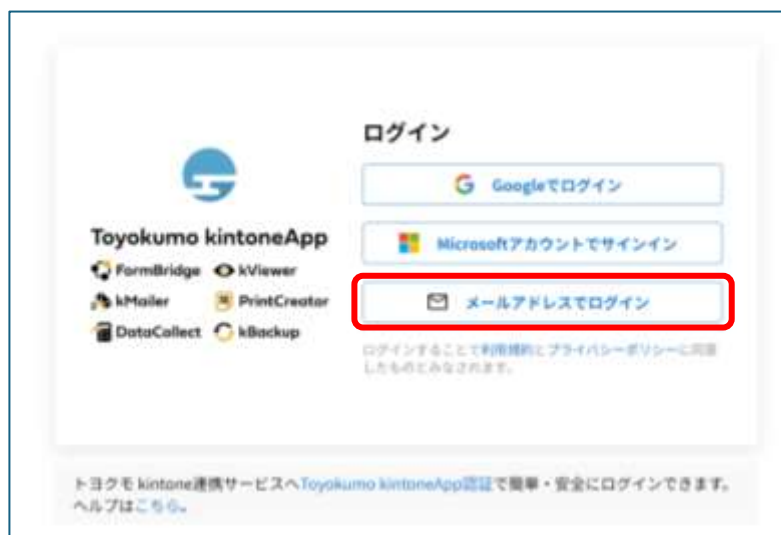 ログイン
Googleでログイン
Toyokumo kintoneApp
Microsoftアカウントでサインイン
FormBridge kViewer
kMailer PrintCreator
メールアドレスでログイン
DataCollect kBackup
ログインすることで利用規約とプライバシーポリシーに同意
したものとみなされます。
トヨクモ kintone連携サービスへToyokumo kintoneApp認証で簡単・安全にログインできます。
ヘルプはこちら。